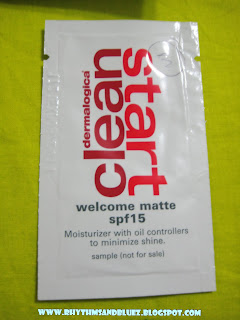 dermalogica
clean
start
welcome matte
spf15
Moisturizer with oil controllers
to minimize shine.
sample (not for sale)
WWW.RHYTHMSANDBLUEZ.BLOGSPOT.COM